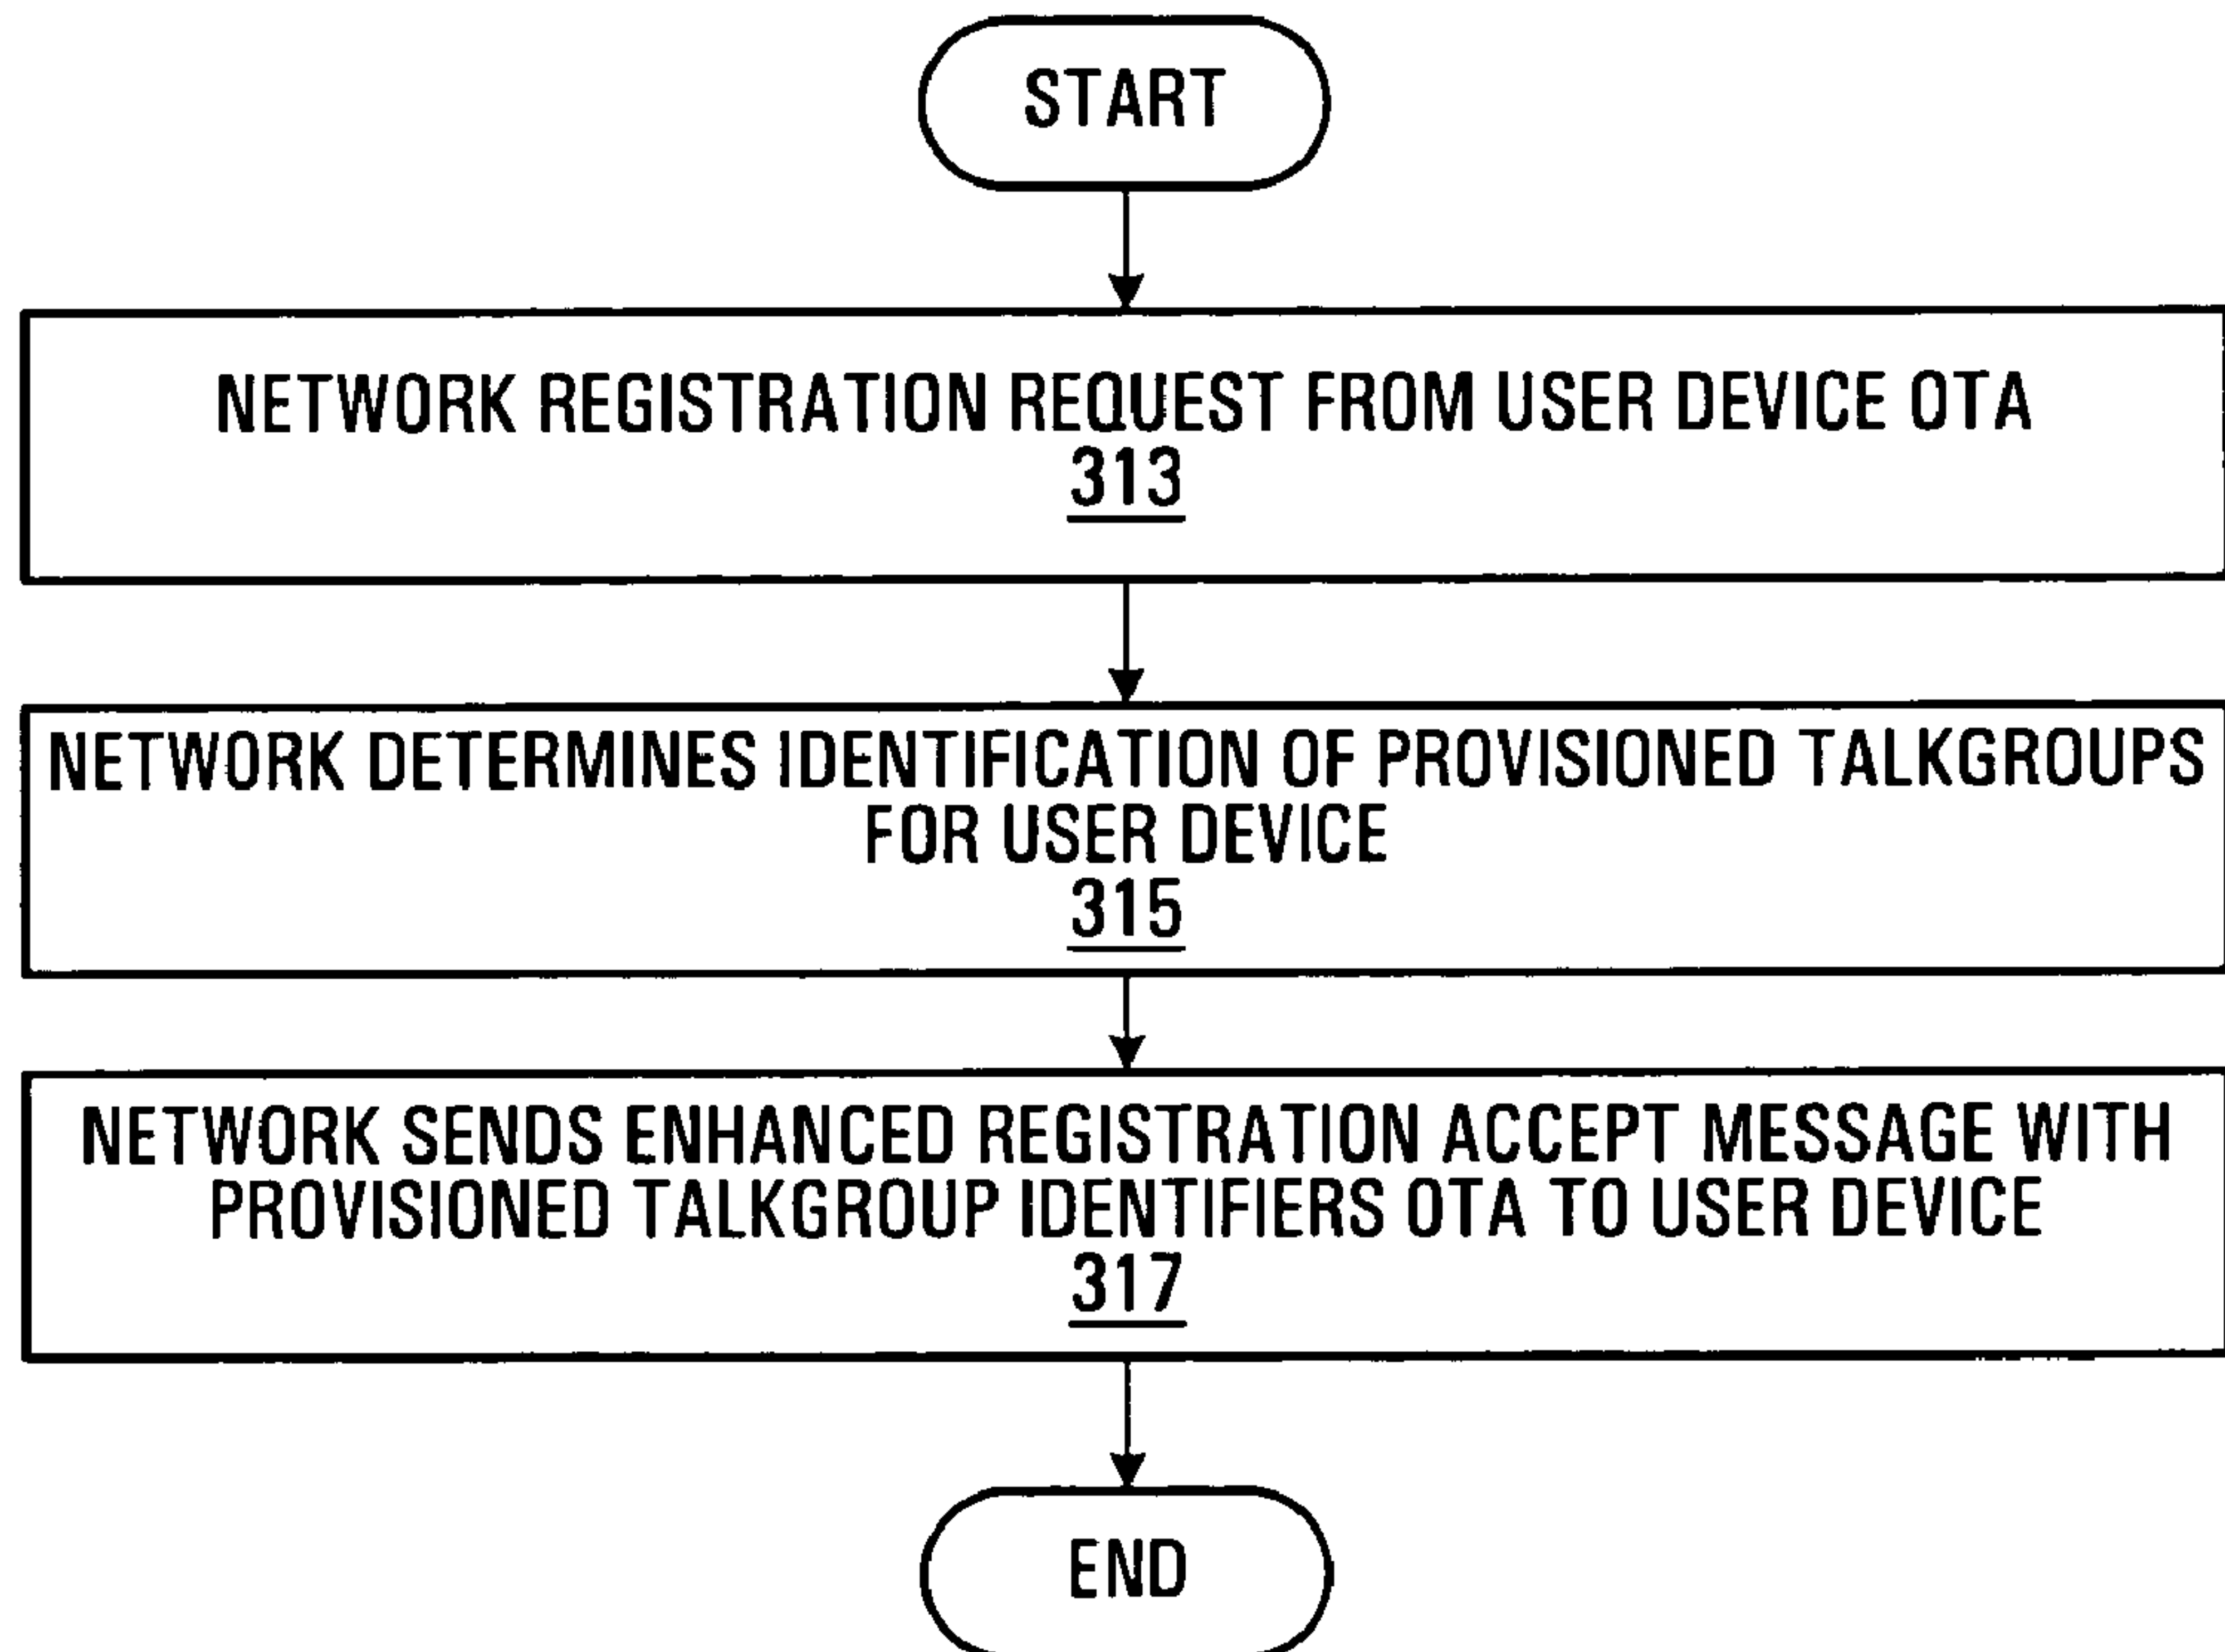 START
NETWORK REGISTRATION REQUEST FROM USER DEVICE OTA
313
NETWORK DETERMINES IDENTIFICATION OF PROVISIONED TALKGROUPS
FOR USER DEVICE
315
NETWORK SENDS ENHANCED REGISTRATION ACCEPT MESSAGE WITH
PROVISIONED TALKGROUP IDENTIFIERS OTA TO USER DEVICE
317
END